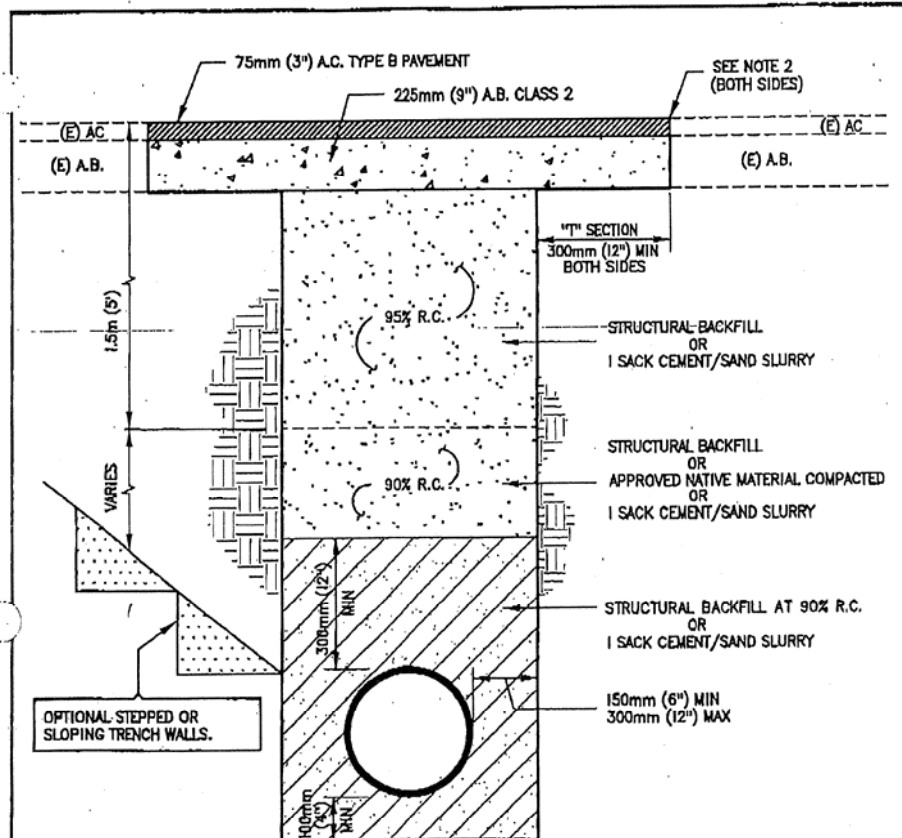 75mm (3") A.C. TYPE B PAVEMENT
SEE NOTE 2
(BOTH SIDES)
225mm (9") A.B. CLASS 2
(E) AC
(E) AC
(E) A.B.
(E) A.B.
"T" SECTION
300mm (12") MIN
BOTH SIDES
1.5m (5')
95% R.C.
STRUCTURAL BACKFILL
OR
1 SACK CEMENT/SAND SLURRY
VARIES
90% R.C.
STRUCTURAL BACKFILL
OR
APPROVED NATIVE MATERIAL COMPACTED
OR
1 SACK CEMENT/SAND SLURRY
300mm (12")
MIN
STRUCTURAL BACKFILL AT 90% R.C.
OR
1 SACK CEMENT/SAND SLURRY
150mm (6") MIN
300mm (12") MAX
OPTIONAL STEPPED OR
SLOPING TRENCH WALLS.
100mm
(4")
MIN